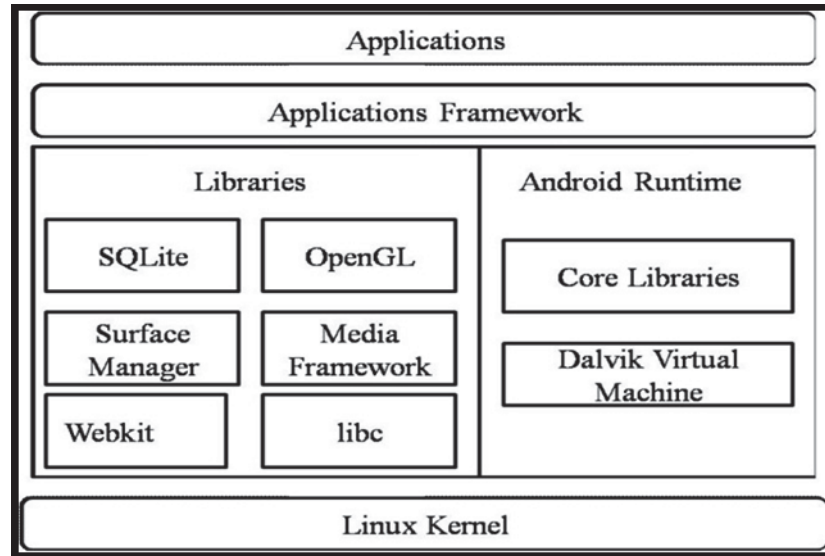 Applications
Applications Framework
Libraries
Android Runtime
SQLite
OpenGL
Core Libraries
Surface
Manager
Media
Framework
Dalvik Virtual
Machine
Webkit
libc
Linux Kernel